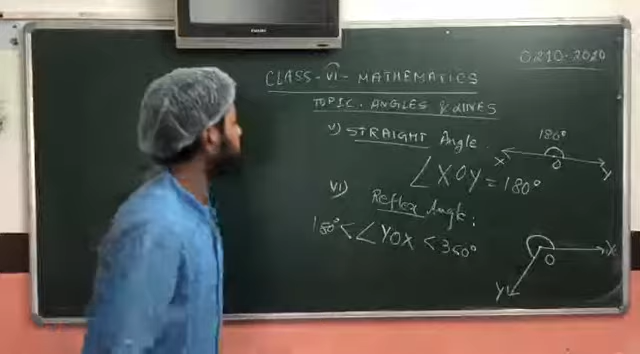 PHILIPS
0210-2020
CLASS-VI- MATHEMATICS
TOPIC. ANGLES & LINES
V) STRAIGHT Angle.
180°
X O Y
∠XOY=180°
VI) Reflex Angle:
180°<∠YOX<360°
O X
Y